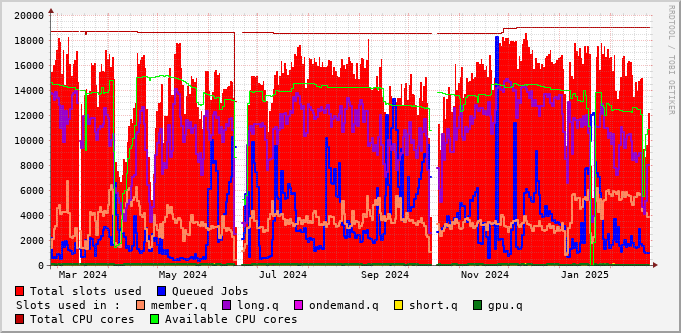 20000
18000
16000
14000
12000
10000
8000
6000
4000
2000
0
Mar 2024 May 2024 Jul 2024 Sep 2024 Nov 2024 Jan 2025
RRDTOOL / TOBI OETIKER
Total slots used Queued Jobs
Slots used in : member.q long.q ondemand.q short.q gpu.q
Total CPU cores Available CPU cores